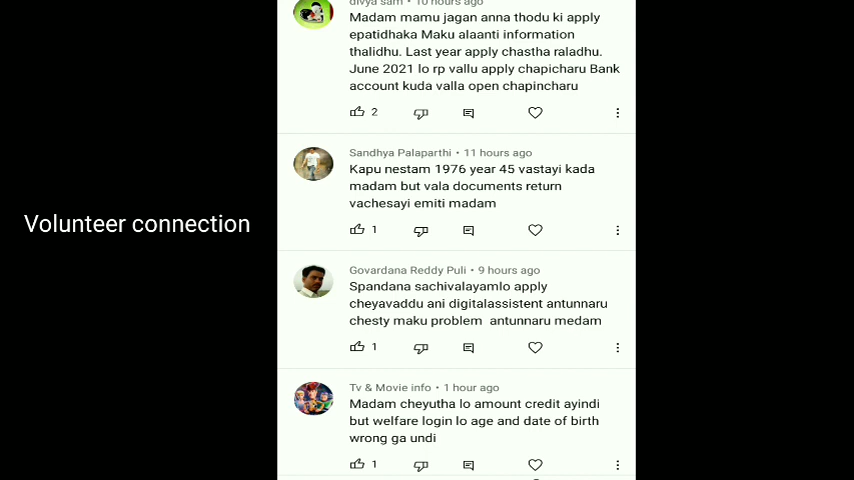 divya sam • 10 hours ago
Madam mamu jagan anna thodu ki apply
epatidhaka Maku alaanti information
thalidhu. Last year apply chastha raladhu.
June 2021 lo rp vallu apply chapicharu Bank
account kuda valla open chapincharu
2
Sandhya Palaparthi • 11 hours ago
Kapu nestam 1976 year 45 vastayi kada
madam but vala documents return
vachesayi emiti madam
1
Volunteer connection
Govardana Reddy Puli • 9 hours ago
Spandana sachivalayamlo apply
cheyavaddu ani digitalassistent antunnaru
chesty maku problem antunnaru medam
1
Tv & Movie info • 1 hour ago
Madam cheyutha lo amount credit ayindi
but welfare login lo age and date of birth
wrong ga undi
1